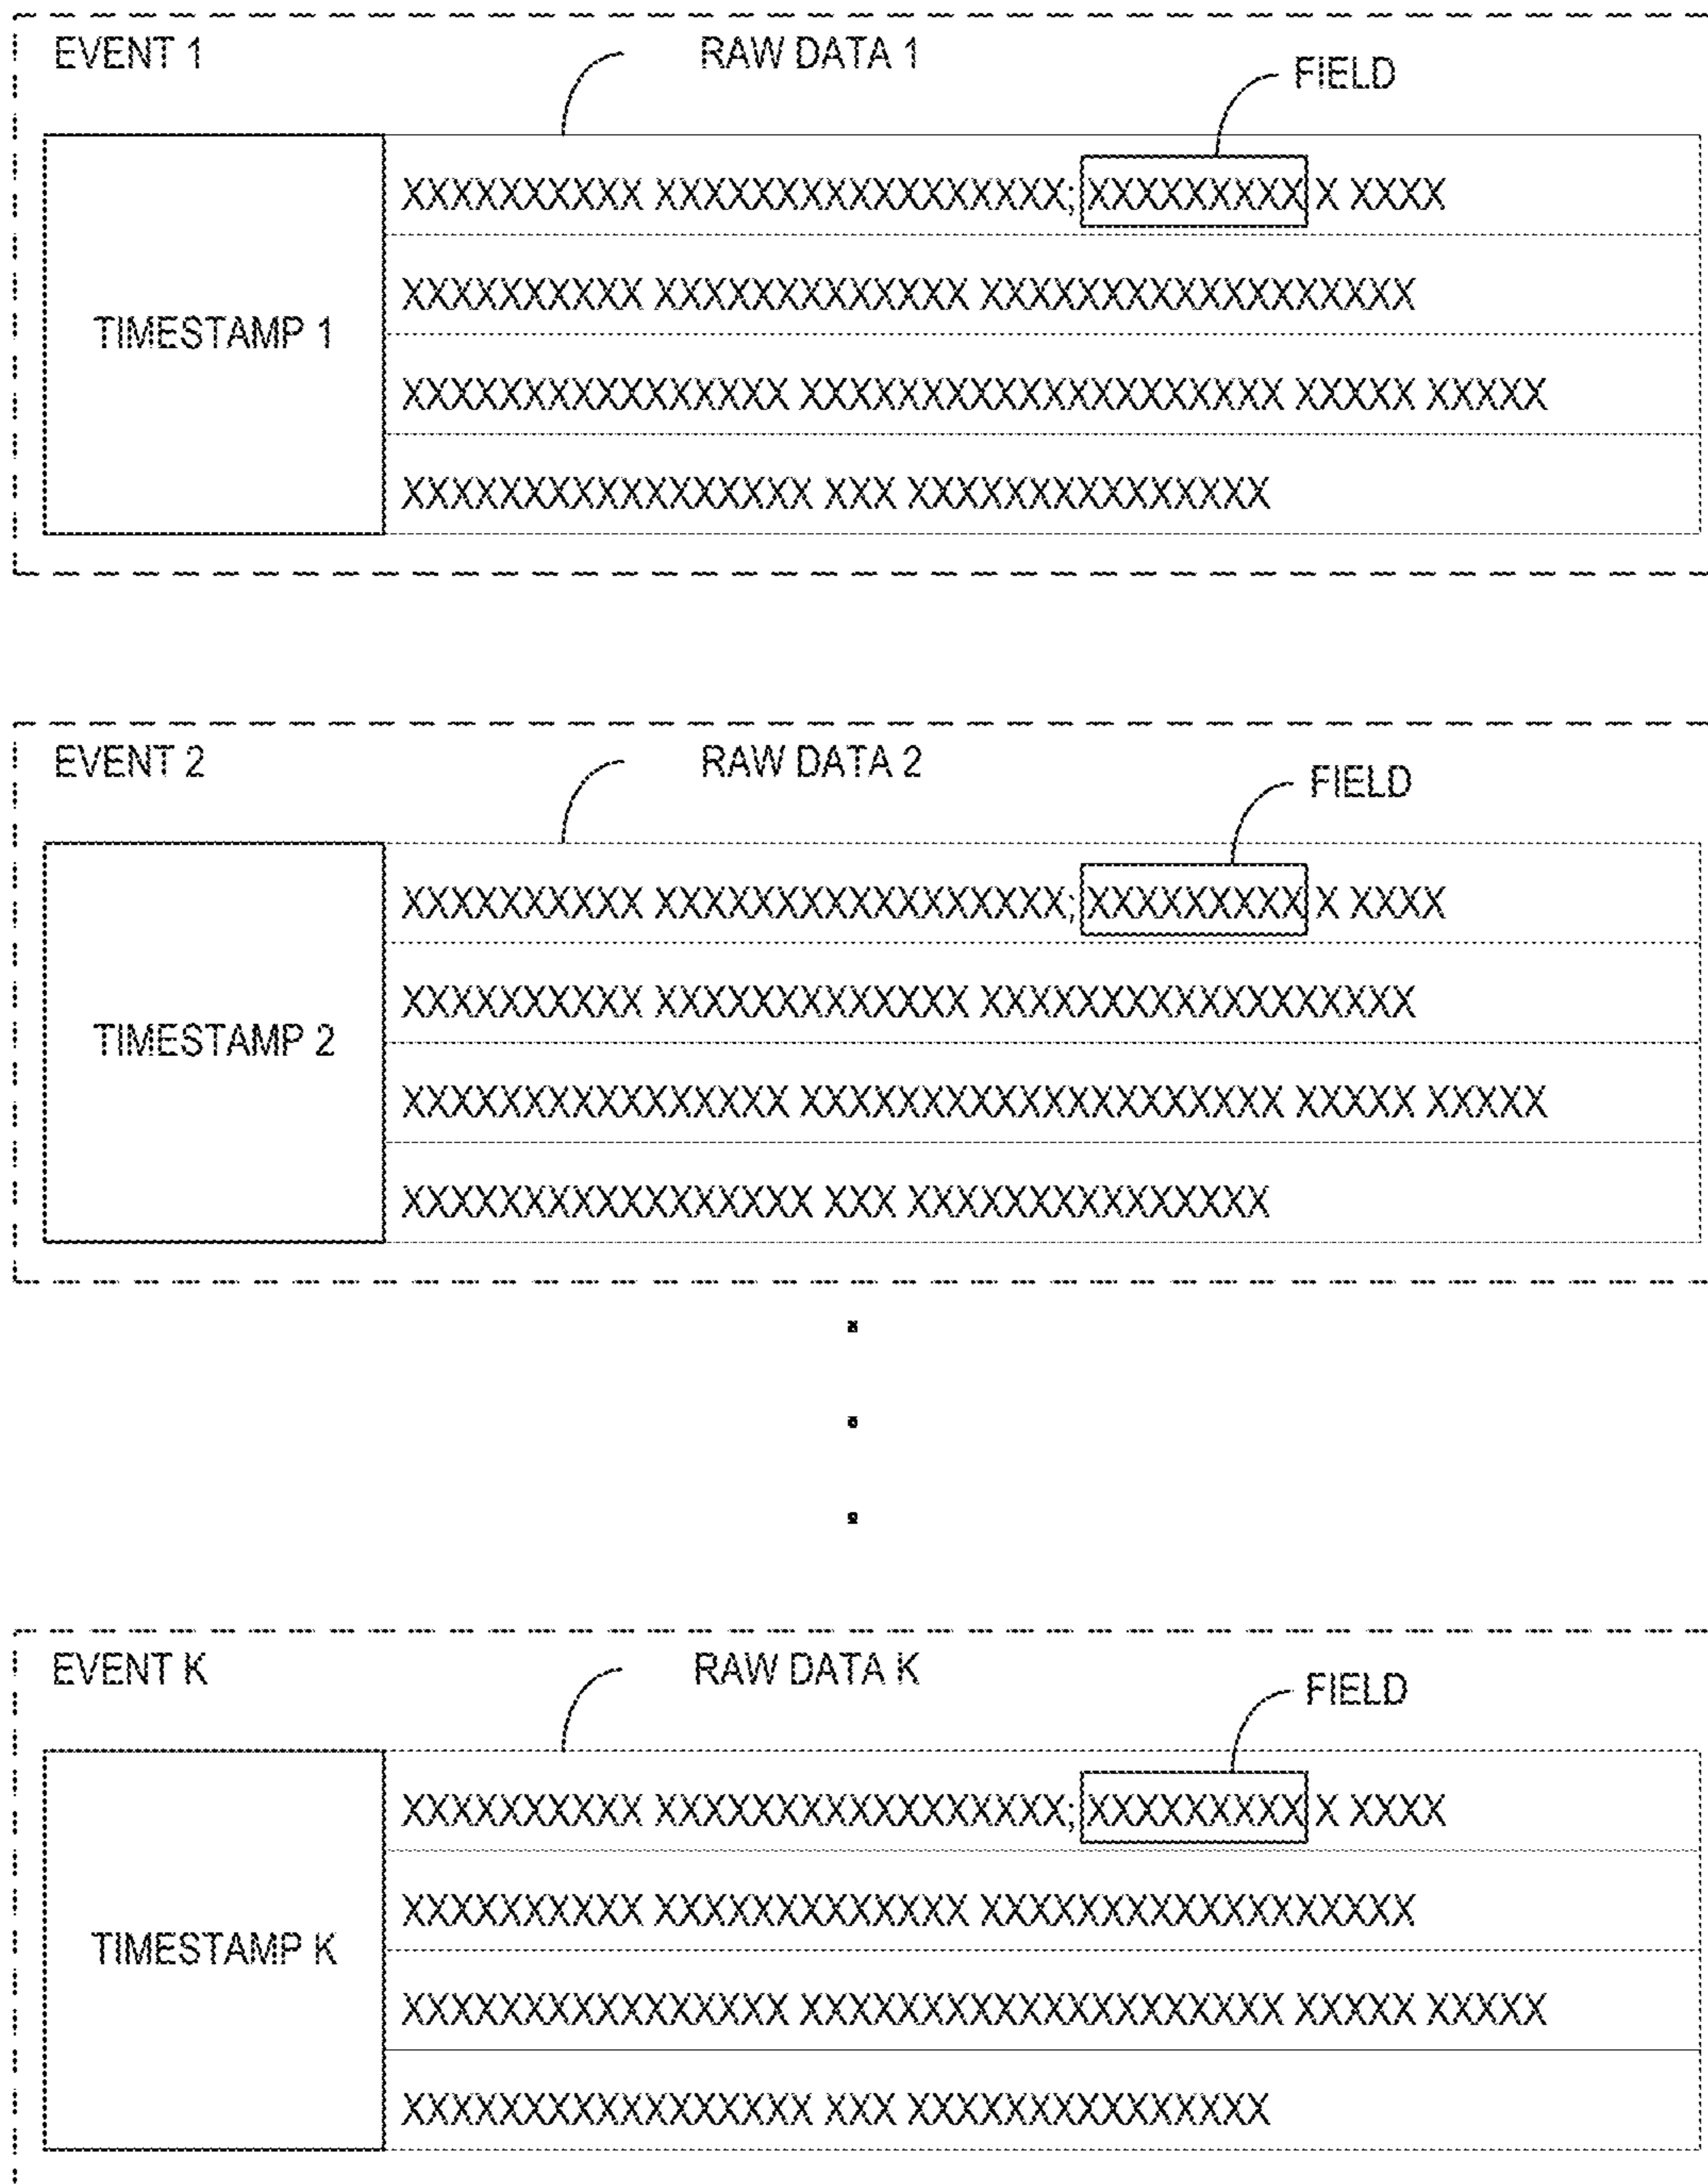 EVENT 1 RAW DATA 1 FIELD
XXXXXXXXXX XXXXXXXXXXXXXXXXX; XXXXXXXXX X XXXX
XXXXXXXXXX XXXXXXXXXXXXX XXXXXXXXXXXXXXXXXX
TIMESTAMP 1
XXXXXXXXXXXXXXXX XXXXXXXXXXXXXXXXXXXX XXXXX XXXXX
XXXXXXXXXXXXXXXXX XXX XXXXXXXXXXXXXXX
EVENT 2 RAW DATA 2 FIELD
XXXXXXXXXX XXXXXXXXXXXXXXXXX; XXXXXXXXX X XXXX
XXXXXXXXXX XXXXXXXXXXXXX XXXXXXXXXXXXXXXXXX
TIMESTAMP 2
XXXXXXXXXXXXXXXX XXXXXXXXXXXXXXXXXXXX XXXXX XXXXX
XXXXXXXXXXXXXXXXX XXX XXXXXXXXXXXXXXX
EVENT K RAW DATA K FIELD
XXXXXXXXXX XXXXXXXXXXXXXXXXX; XXXXXXXXX X XXXX
XXXXXXXXXX XXXXXXXXXXXXX XXXXXXXXXXXXXXXXXX
TIMESTAMP K
XXXXXXXXXXXXXXXX XXXXXXXXXXXXXXXXXXXX XXXXX XXXXX
XXXXXXXXXXXXXXXXX XXX XXXXXXXXXXXXXXX